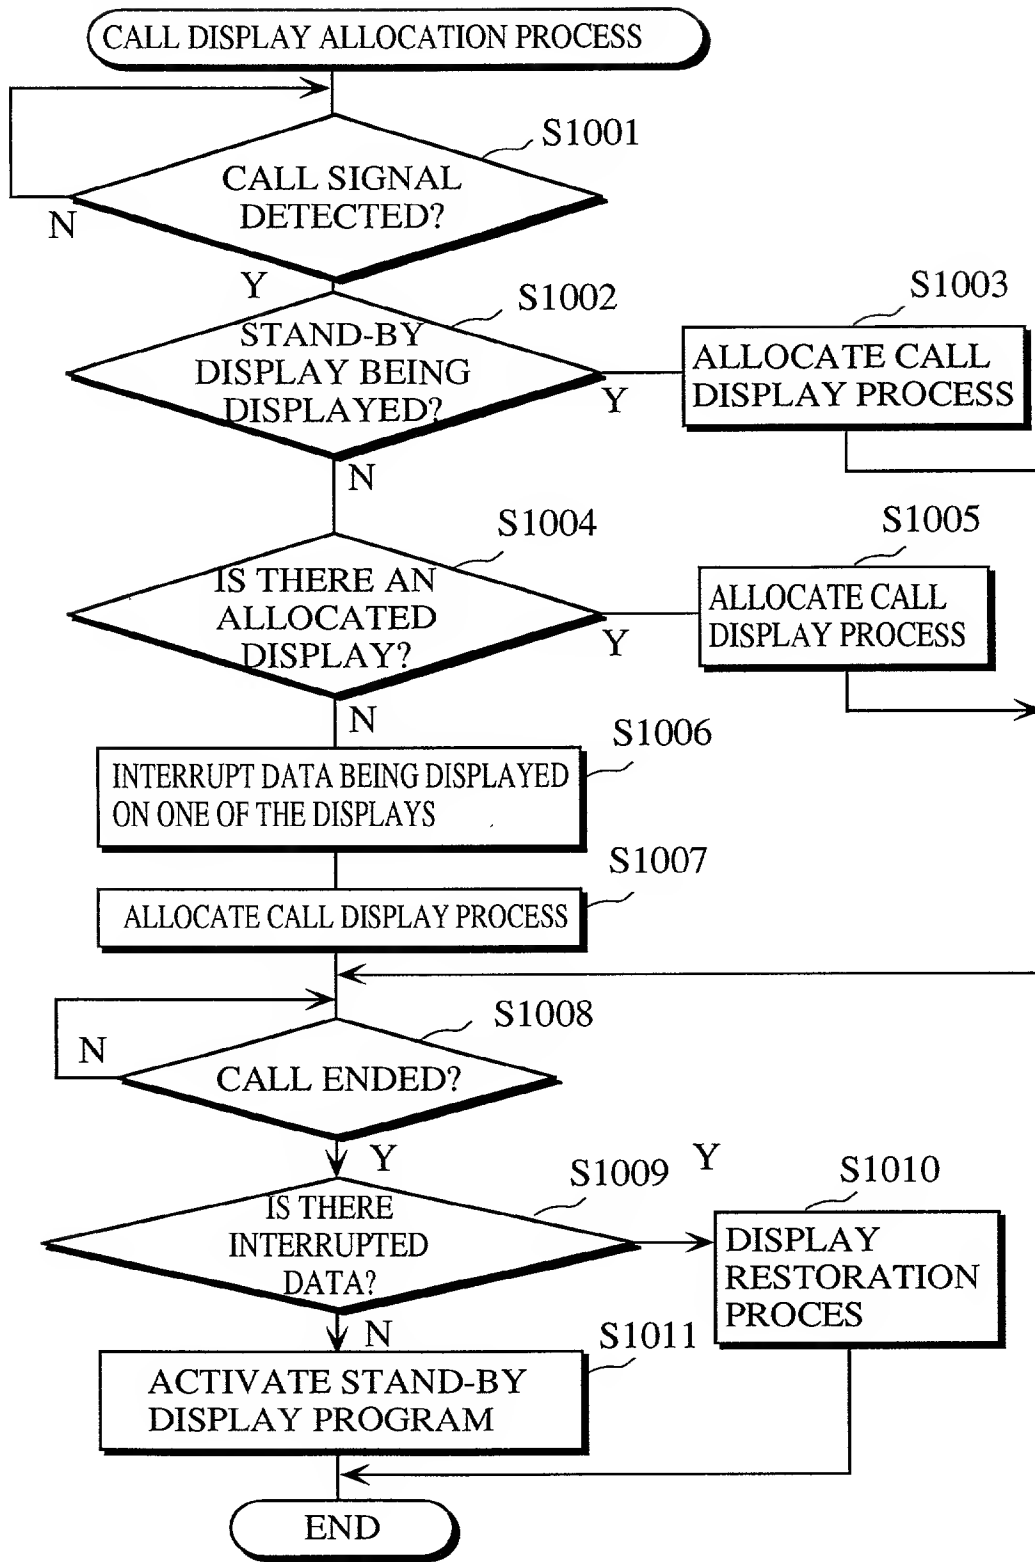 CALL DISPLAY ALLOCATION PROCESS
S1001
CALL SIGNAL
DETECTED?
N
Y
S1002
STAND-BY
DISPLAY BEING
DISPLAYED?
Y
S1003
ALLOCATE CALL
DISPLAY PROCESS
N
S1004
IS THERE AN
ALLOCATED
DISPLAY?
Y
S1005
ALLOCATE CALL
DISPLAY PROCESS
N
S1006
INTERRUPT DATA BEING DISPLAYED
ON ONE OF THE DISPLAYS
S1007
ALLOCATE CALL DISPLAY PROCESS
S1008
N
CALL ENDED?
Y
S1009
Y
IS THERE
INTERRUPTED
DATA?
S1010
DISPLAY
RESTORATION
PROCES
N
S1011
ACTIVATE STAND-BY
DISPLAY PROGRAM
END